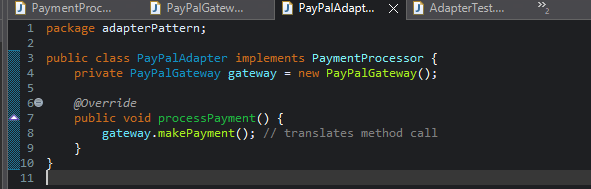 PaymentProc... PayPalGatew... PayPalAdapt... AdapterTest.... »2
1 package adapterPattern;
2
3 public class PayPalAdapter implements PaymentProcessor {
4     private PayPalGateway gateway = new PayPalGateway();
5
6     @Override
7     public void processPayment() {
8         gateway.makePayment(); // translates method call
9     }
10 }
11